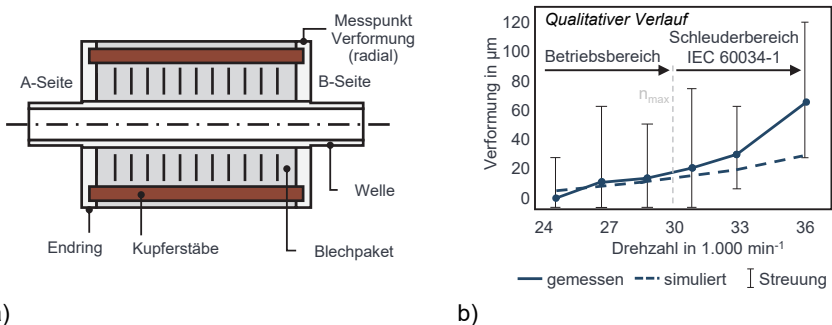 Messpunkt
Verformung
(radial)
A-Seite
B-Seite
Welle
Endring
Kupferstäbe
Blechpaket
a)
Qualitativer Verlauf
Schleuderbereich
IEC 60034-1
Betriebsbereich
n max
Verformung in µm
120
100
80
60
40
20
0
24 27 30 33 36
Drehzahl in 1.000 min-1
gemessen simuliert Streuung
b)